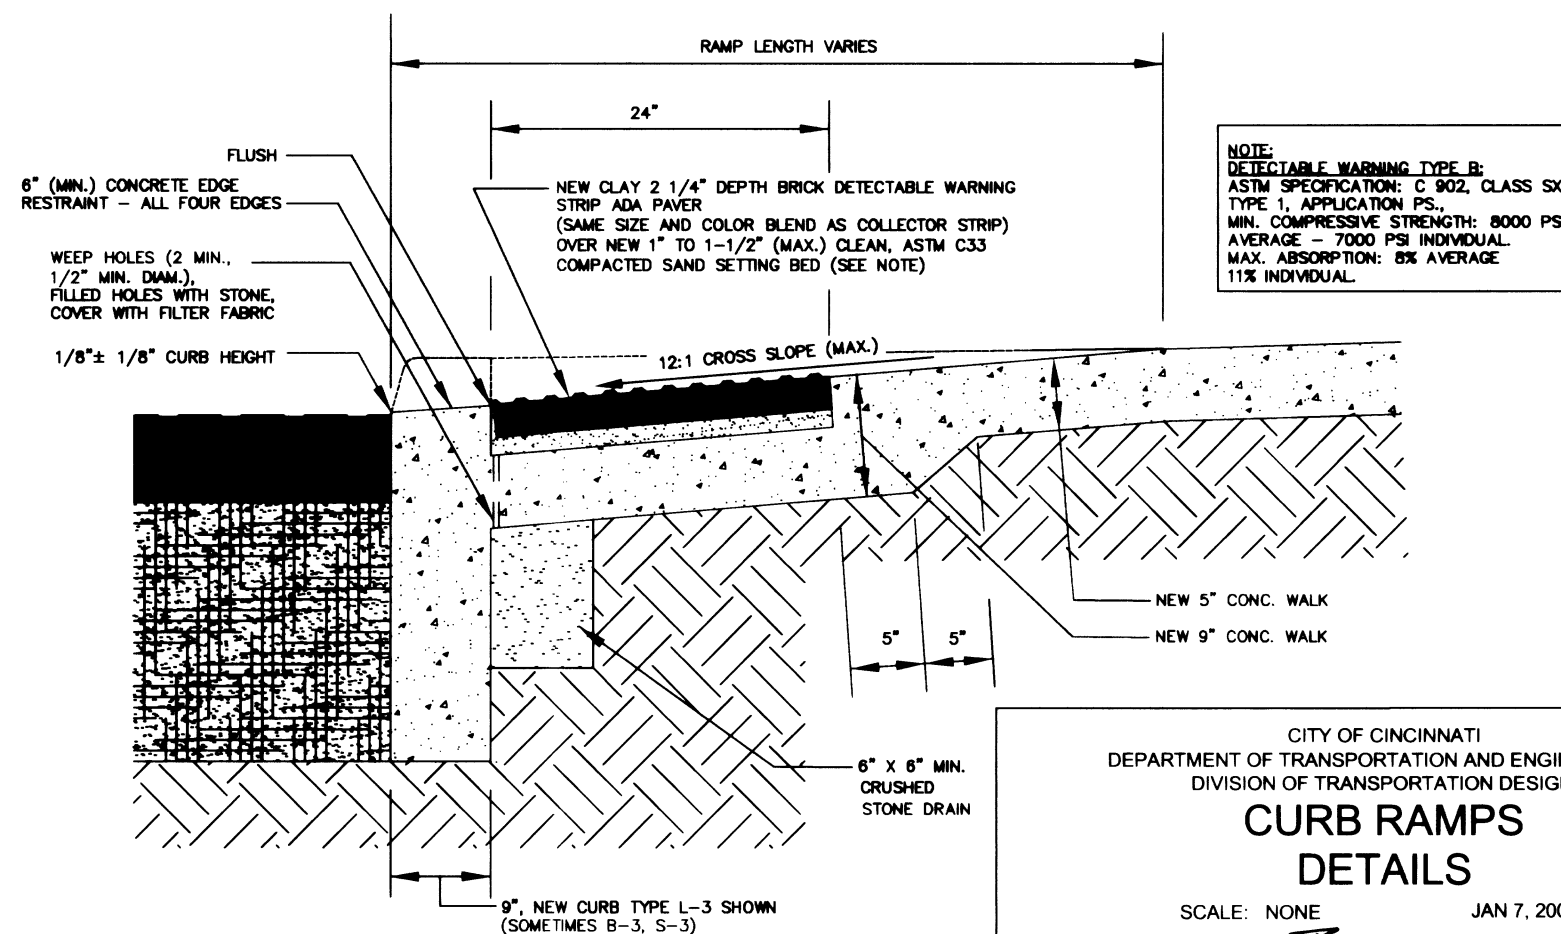 RAMP LENGTH VARIES
24"
FLUSH
6" (MIN.) CONCRETE EDGE
RESTRAINT – ALL FOUR EDGES
WEEP HOLES (2 MIN.,
1/2" MIN. DIAM.),
FILLED HOLES WITH STONE,
COVER WITH FILTER FABRIC
1/8"± 1/8" CURB HEIGHT
NEW CLAY 2 1/4" DEPTH BRICK DETECTABLE WARNING
STRIP ADA PAVER
(SAME SIZE AND COLOR BLEND AS COLLECTOR STRIP)
OVER NEW 1" TO 1-1/2" (MAX.) CLEAN, ASTM C33
COMPACTED SAND SETTING BED (SEE NOTE)
NOTE:
DETECTABLE WARNING TYPE B:
ASTM SPECIFICATION: C 902, CLASS SX
TYPE 1, APPLICATION PS.,
MIN. COMPRESSIVE STRENGTH: 8000 PS
AVERAGE – 7000 PSI INDIVIDUAL.
MAX. ABSORPTION: 8% AVERAGE
11% INDIVIDUAL.
12:1 CROSS SLOPE (MAX.)
NEW 5" CONC. WALK
NEW 9" CONC. WALK
5"
5"
6" X 6" MIN.
CRUSHED
STONE DRAIN
9", NEW CURB TYPE L-3 SHOWN
(SOMETIMES B-3, S-3)
CITY OF CINCINNATI
DEPARTMENT OF TRANSPORTATION AND ENGI
DIVISION OF TRANSPORTATION DESIG
CURB RAMPS
DETAILS
SCALE: NONE
JAN 7, 200